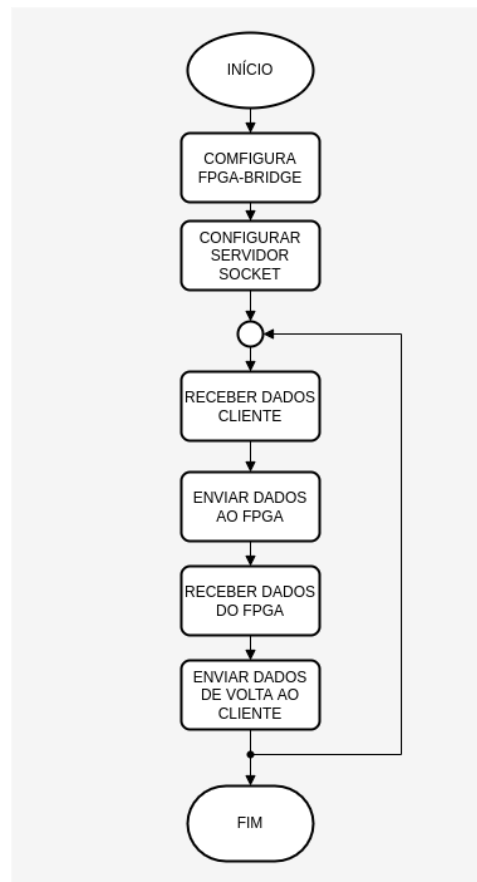 INÍCIO
COMFIGURA
FPGA-BRIDGE
CONFIGURAR
SERVIDOR
SOCKET
RECEBER DADOS
CLIENTE
ENVIAR DADOS
AO FPGA
RECEBER DADOS
DO FPGA
ENVIAR DADOS
DE VOLTA AO
CLIENTE
FIM